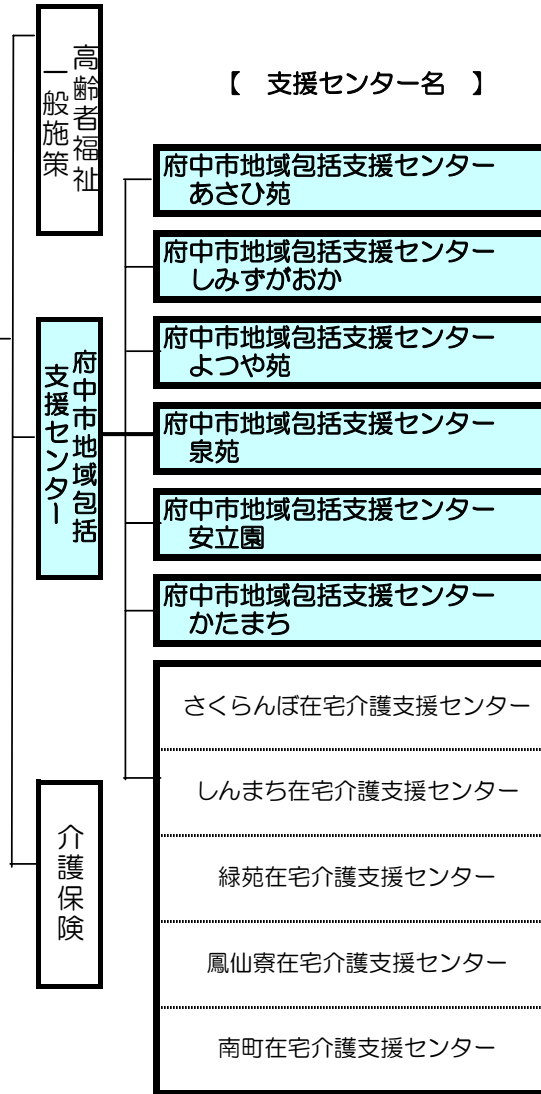 高齢者福祉
一般施策
【　支援センター名　】
府中市地域包括支援センター
あさひ苑
府中市地域包括支援センター
しみずがおか
府中市地域包括支援センター
よつや苑
府中市地域包括
支援センター
府中市地域包括支援センター
泉苑
府中市地域包括支援センター
安立園
府中市地域包括支援センター
かたまち
さくらんぼ在宅介護支援センター
しんまち在宅介護支援センター
介護保険
緑苑在宅介護支援センター
鳳仙寮在宅介護支援センター
南町在宅介護支援センター